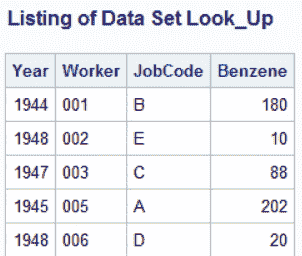 Listing of Data Set Look_Up
Year Worker JobCode Benzene
1944 001 B 180
1948 002 E 10
1947 003 C 88
1945 005 A 202
1948 006 D 20